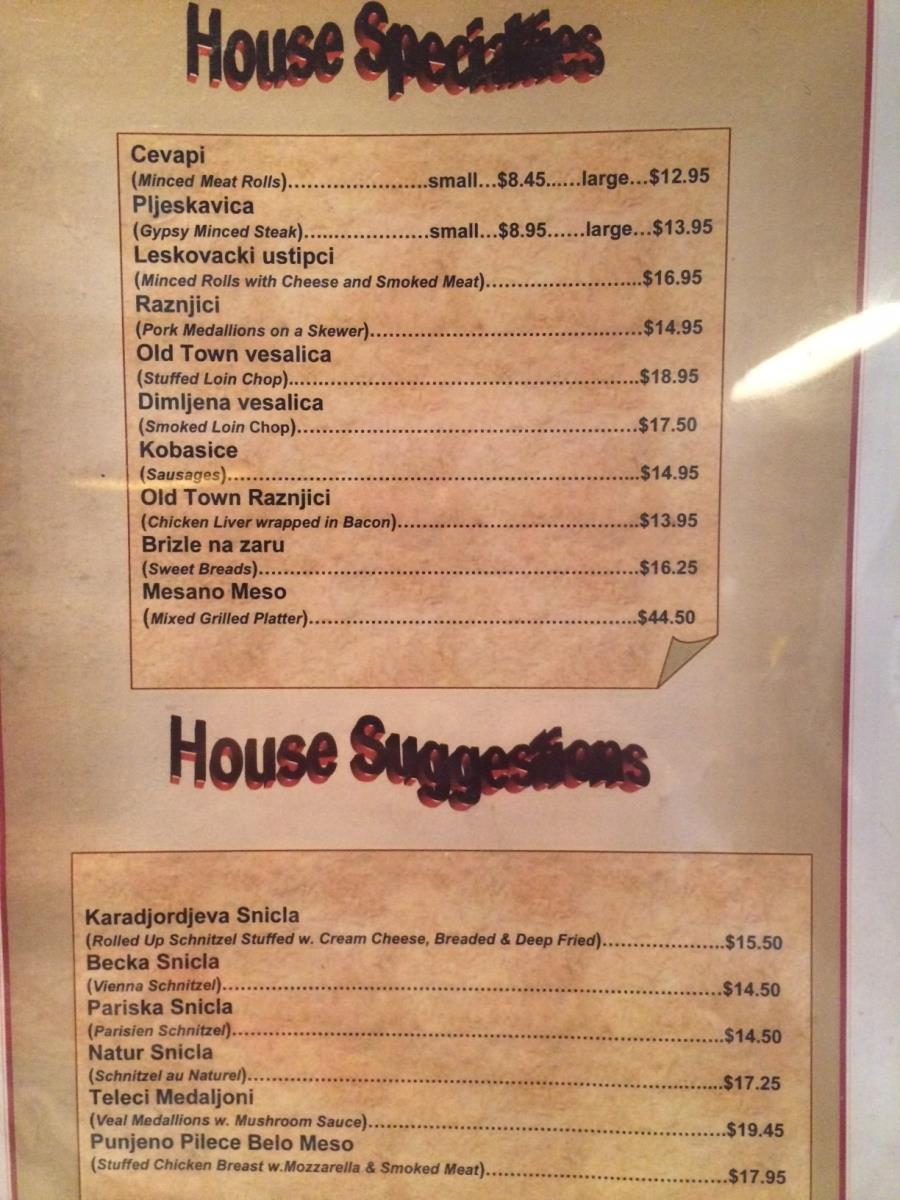 House Specialties
Cevapi
(Minced Meat Rolls).......................small...$8.45......large...$12.95
Pljeskavica
(Gypsy Minced Steak).....................small...$8.95......large...$13.95
Leskovacki ustipci
(Minced Rolls with Cheese and Smoked Meat)..........................$16.95
Raznjici
(Pork Medallions on a Skewer)..............................................$14.95
Old Town vesalica
(Stuffed Loin Chop)............................................................$18.95
Dimljena vesalica
(Smoked Loin Chop)..........................................................$17.50
Kobasice
(Sausages)......................................................................$14.95
Old Town Raznjici
(Chicken Liver wrapped in Bacon).........................................$13.95
Brizle na zaru
(Sweet Breads)................................................................$16.25
Mesano Meso
(Mixed Grilled Platter)........................................................$44.50
House Suggestions
Karadjordjeva Snicla
(Rolled Up Schnitzel Stuffed w. Cream Cheese, Breaded & Deep Fried).....................$15.50
Becka Snicla
(Vienna Schnitzel)....................................................................................$14.50
Pariska Snicla
(Parisien Schnitzel)..................................................................................$14.50
Natur Snicla
(Schnitzel au Naturel)................................................................................$17.25
Teleci Medaljoni
(Veal Medallions w. Mushroom Sauce)............................................................$19.45
Punjeno Pilece Belo Meso
(Stuffed Chicken Breast w.Mozzarella & Smoked Meat).........................................$17.95